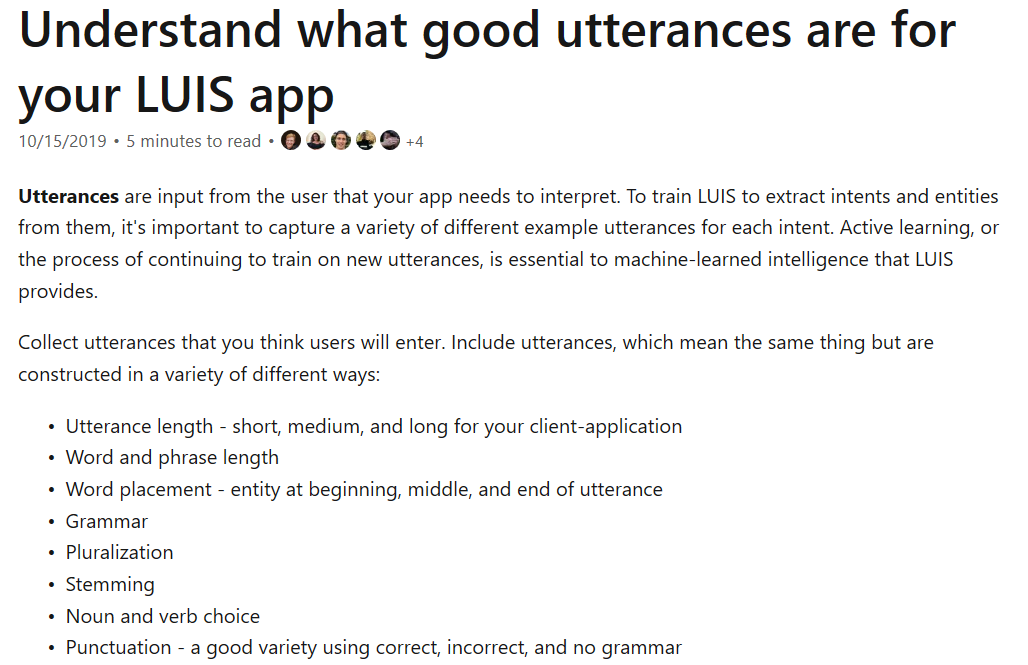 Understand what good utterances are for
your LUIS app
10/15/2019 • 5 minutes to read • +4
Utterances are input from the user that your app needs to interpret. To train LUIS to extract intents and entities
from them, it's important to capture a variety of different example utterances for each intent. Active learning, or
the process of continuing to train on new utterances, is essential to machine-learned intelligence that LUIS
provides.
Collect utterances that you think users will enter. Include utterances, which mean the same thing but are
constructed in a variety of different ways:
• Utterance length - short, medium, and long for your client-application
• Word and phrase length
• Word placement - entity at beginning, middle, and end of utterance
• Grammar
• Pluralization
• Stemming
• Noun and verb choice
• Punctuation - a good variety using correct, incorrect, and no grammar